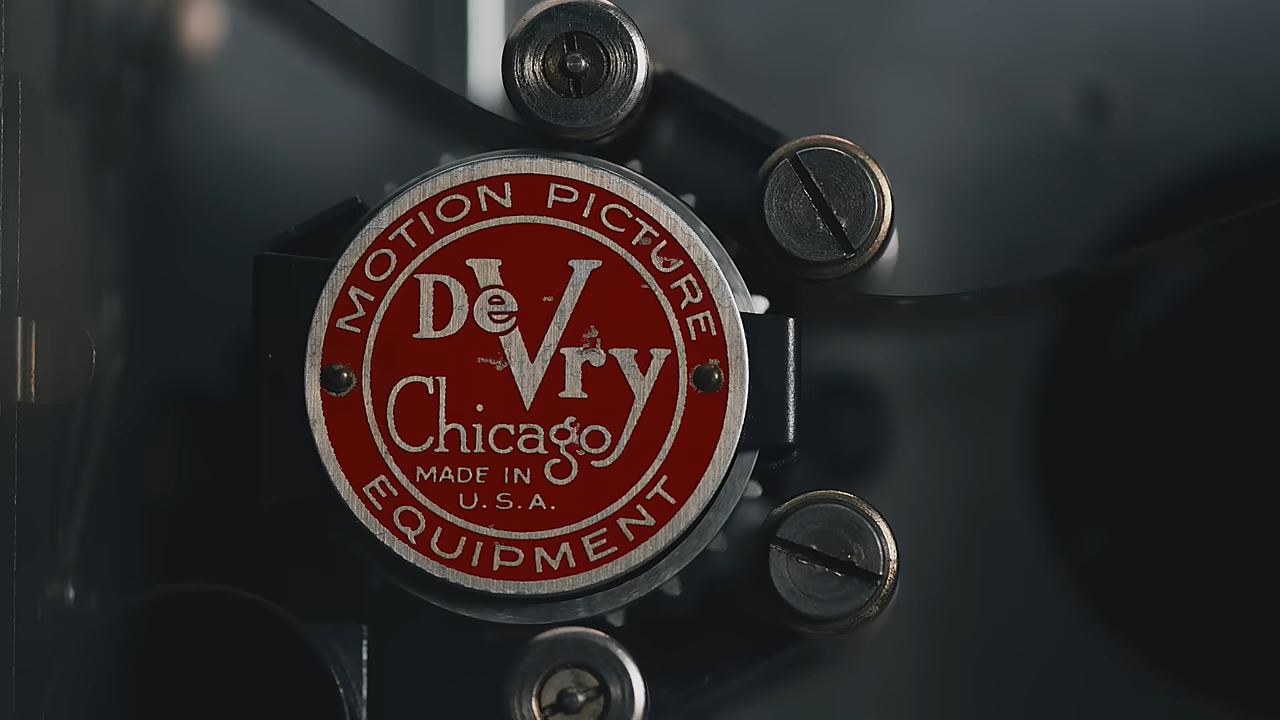 MOTION PICTURE
DeVry
Chicago
MADE IN
U.S.A.
EQUIPMENT